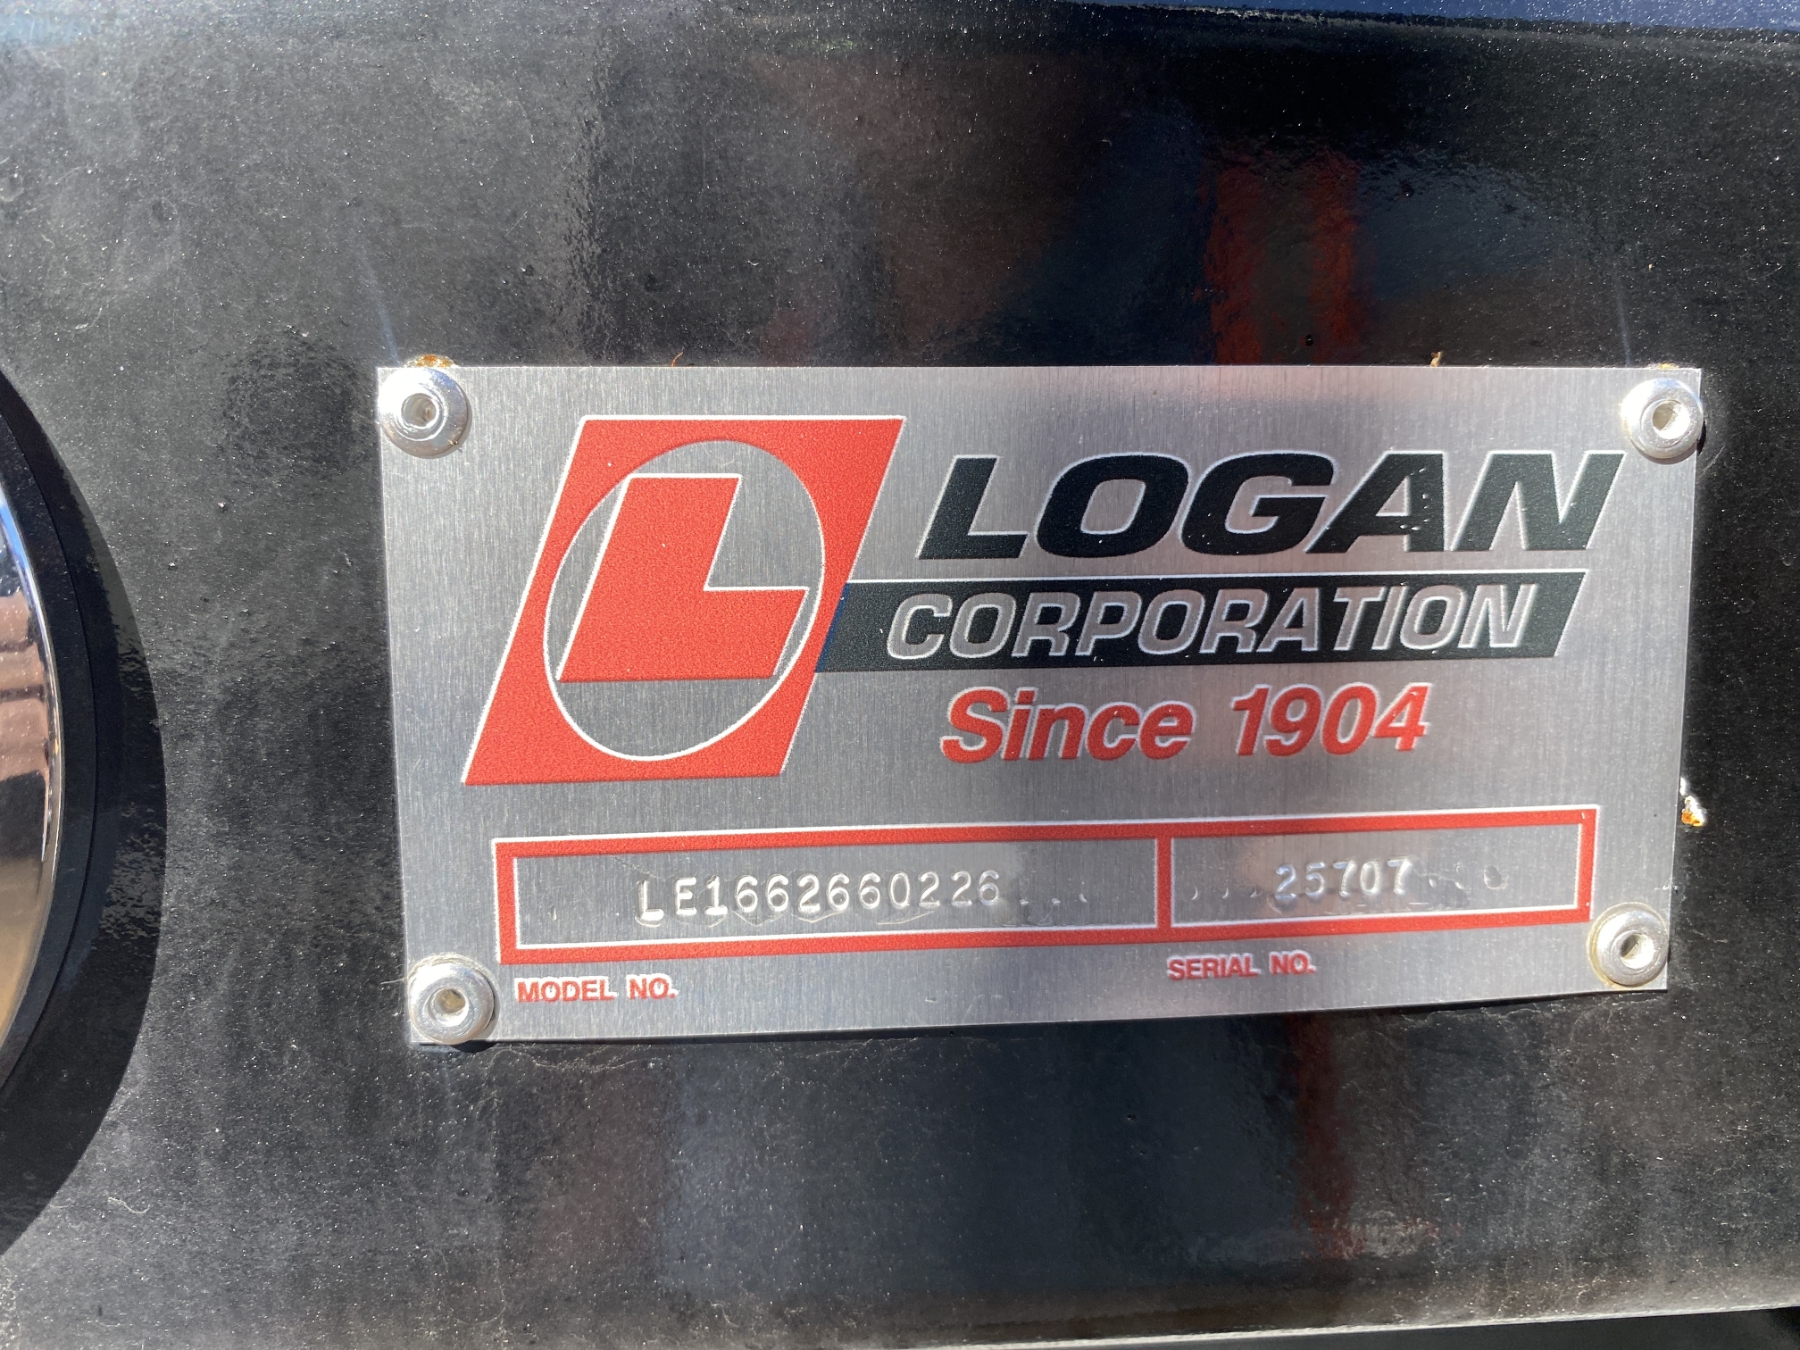 L
LOGAN
CORPORATION
Since 1904
LE1662660226
25707
MODEL NO.
SERIAL NO.